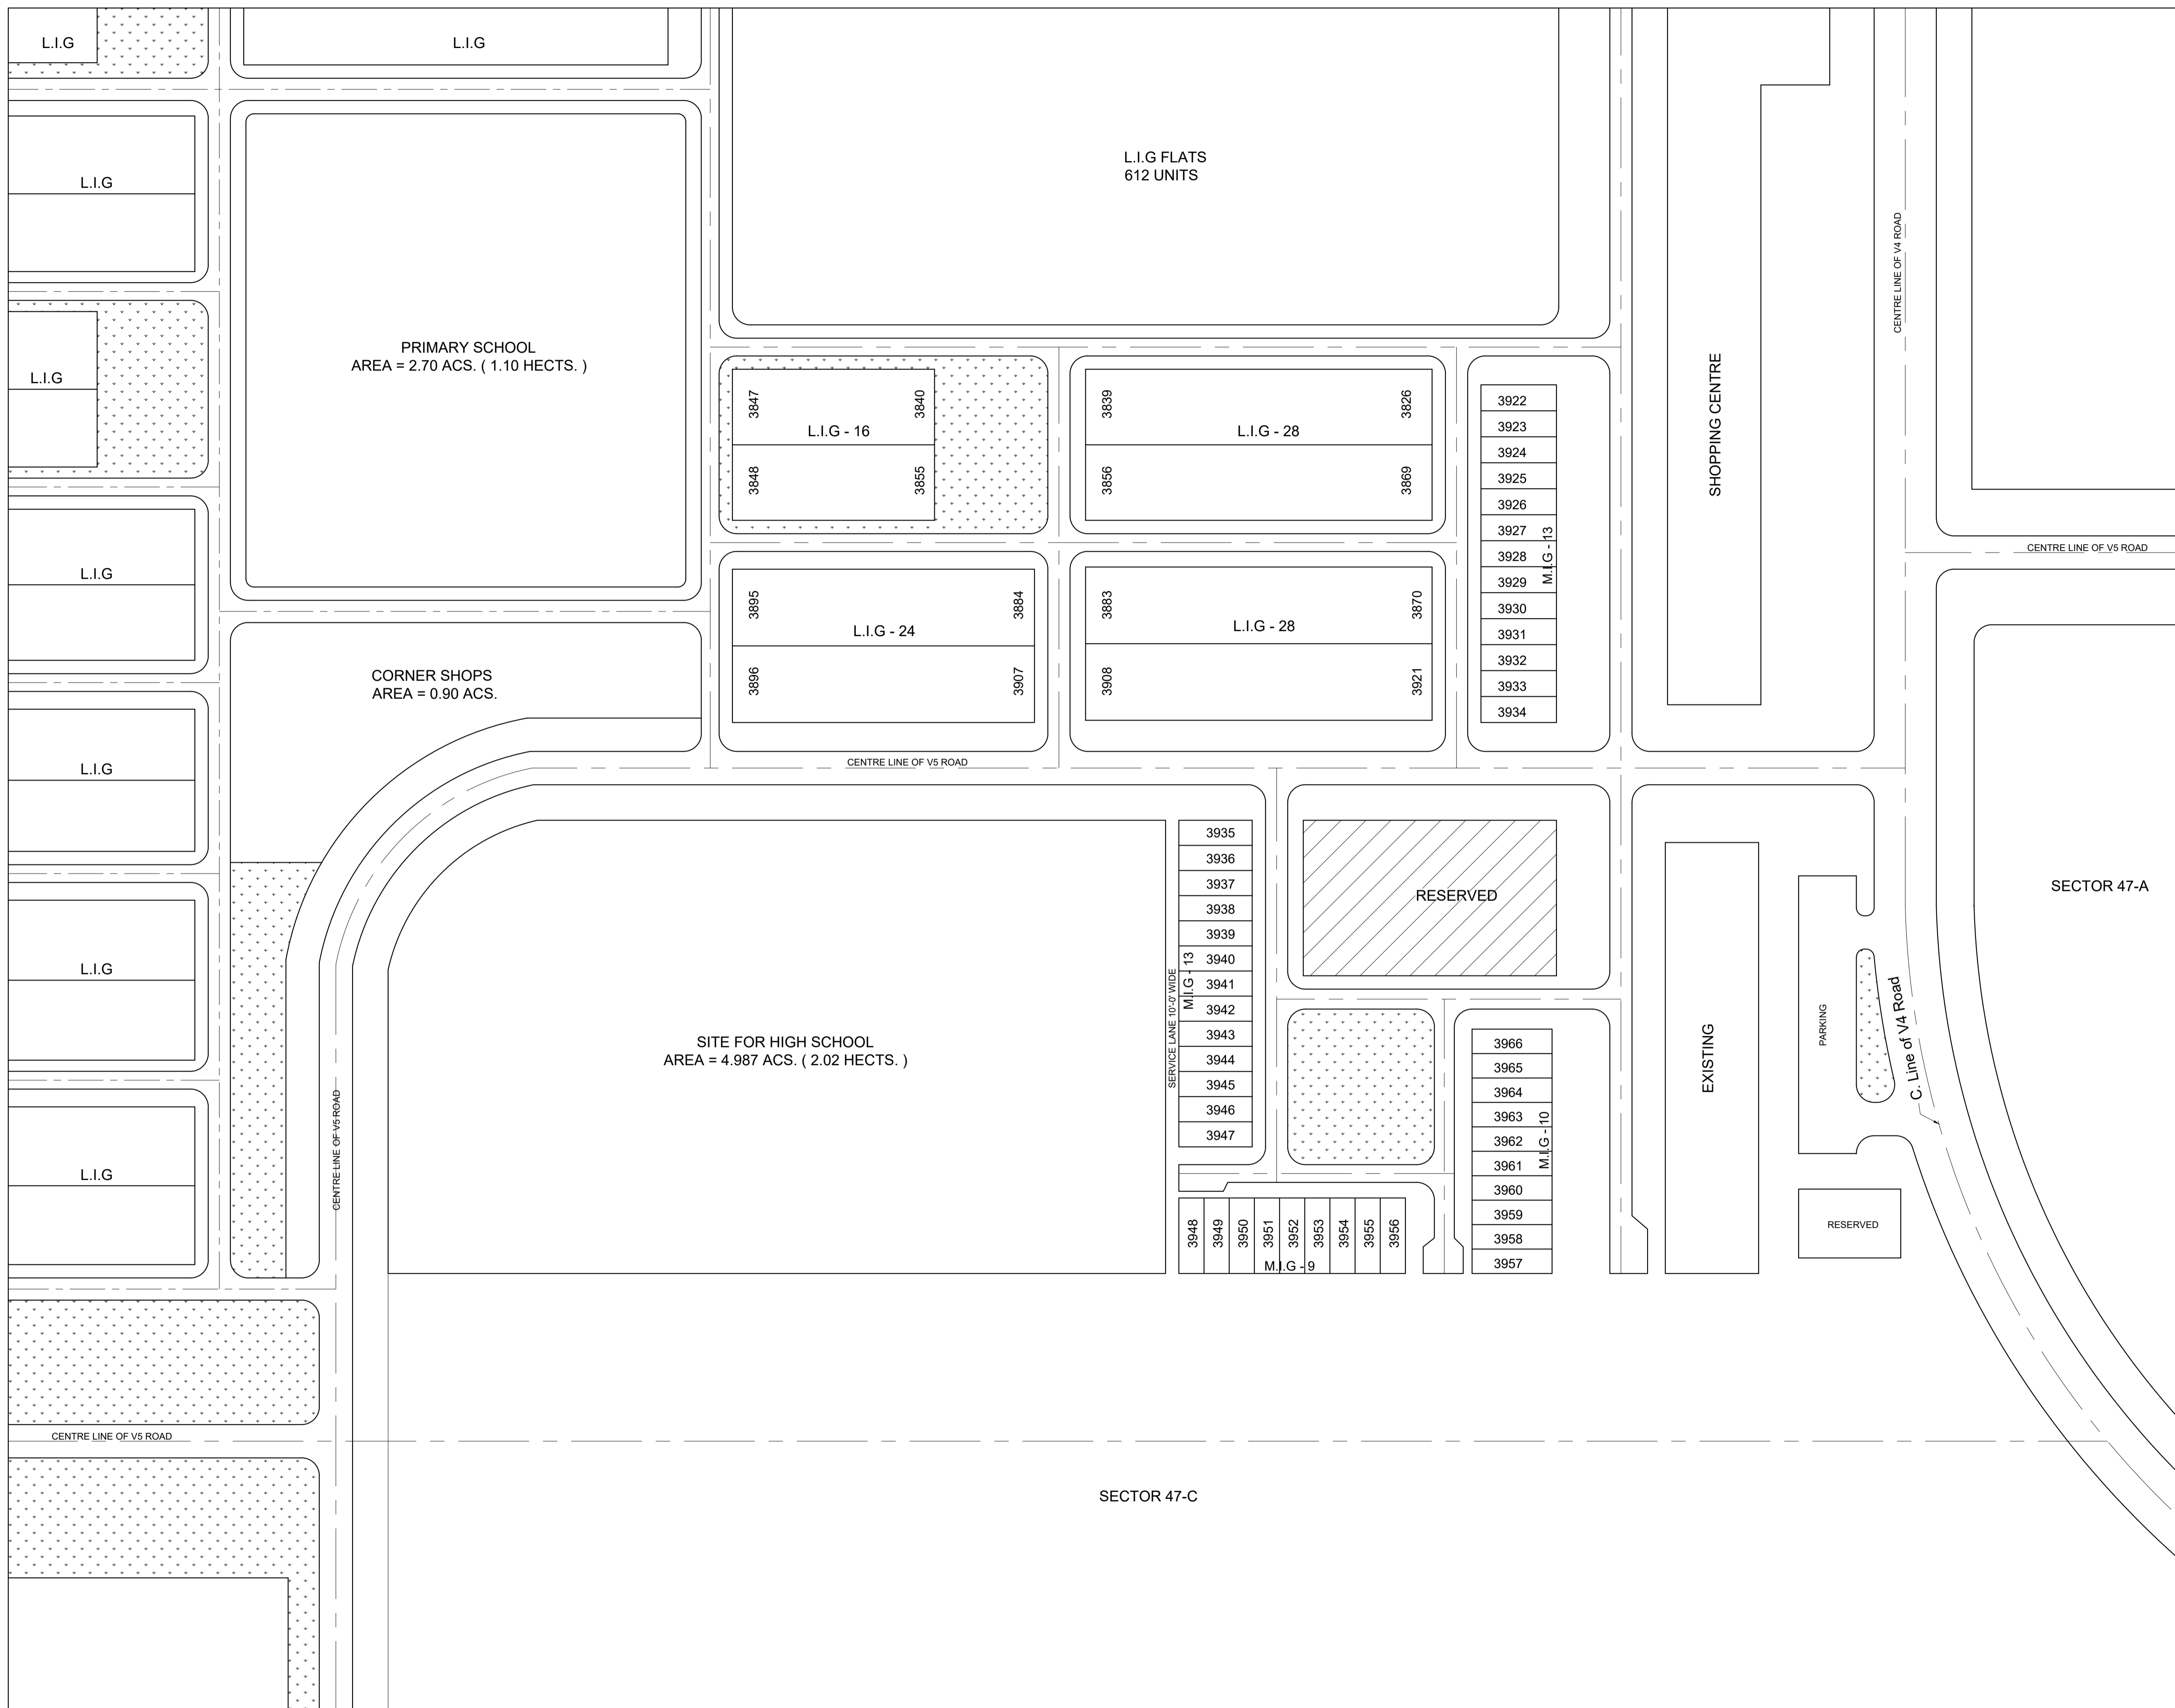 L.I.G
L.I.G
L.I.G
L.I.G FLATS
612 UNITS
CENTRE LINE OF V4 ROAD
PRIMARY SCHOOL
AREA = 2.70 ACS. ( 1.10 HECTS. )
L.I.G
SHOPPING CENTRE
3847
3840
L.I.G - 16
3848
3855
3839
3826
L.I.G - 28
3856
3869
3922
3923
3924
3925
3926
3927
3928
3929
3930
3931
3932
3933
3934
M.I.G - 13
CENTRE LINE OF V5 ROAD
L.I.G
3895
3884
L.I.G - 24
3896
3907
3883
3870
L.I.G - 28
3908
3921
CORNER SHOPS
AREA = 0.90 ACS.
L.I.G
CENTRE LINE OF V5 ROAD
3935
3936
3937
3938
3939
3940
3941
3942
3943
3944
3945
3946
3947
M.I.G - 13
SERVICE LANE 10'-0' WIDE
RESERVED
SECTOR 47-A
L.I.G
SITE FOR HIGH SCHOOL
AREA = 4.987 ACS. ( 2.02 HECTS. )
3966
3965
3964
3963
3962
3961
3960
3959
3958
3957
M.I.G - 10
EXISTING
PARKING
C. Line of V4 Road
CENTRE LINE OF V5 ROAD
L.I.G
3948
3949
3950
3951
3952
3953
3954
3955
3956
M.I.G - 9
RESERVED
CENTRE LINE OF V5 ROAD
SECTOR 47-C